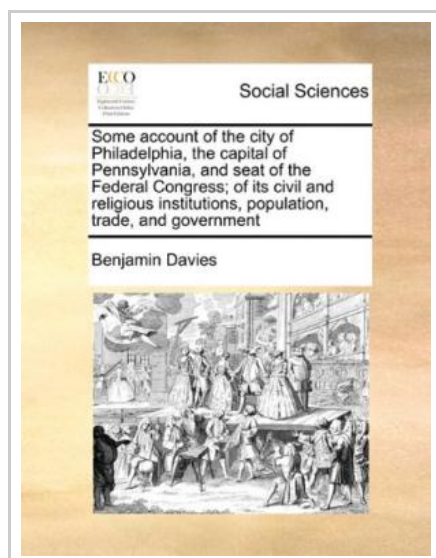 ECCO
Social Sciences
Some account of the city of
Philadelphia, the capital of
Pennsylvania, and seat of the
Federal Congress; of its civil and
religious institutions, population,
trade, and government
Benjamin Davies